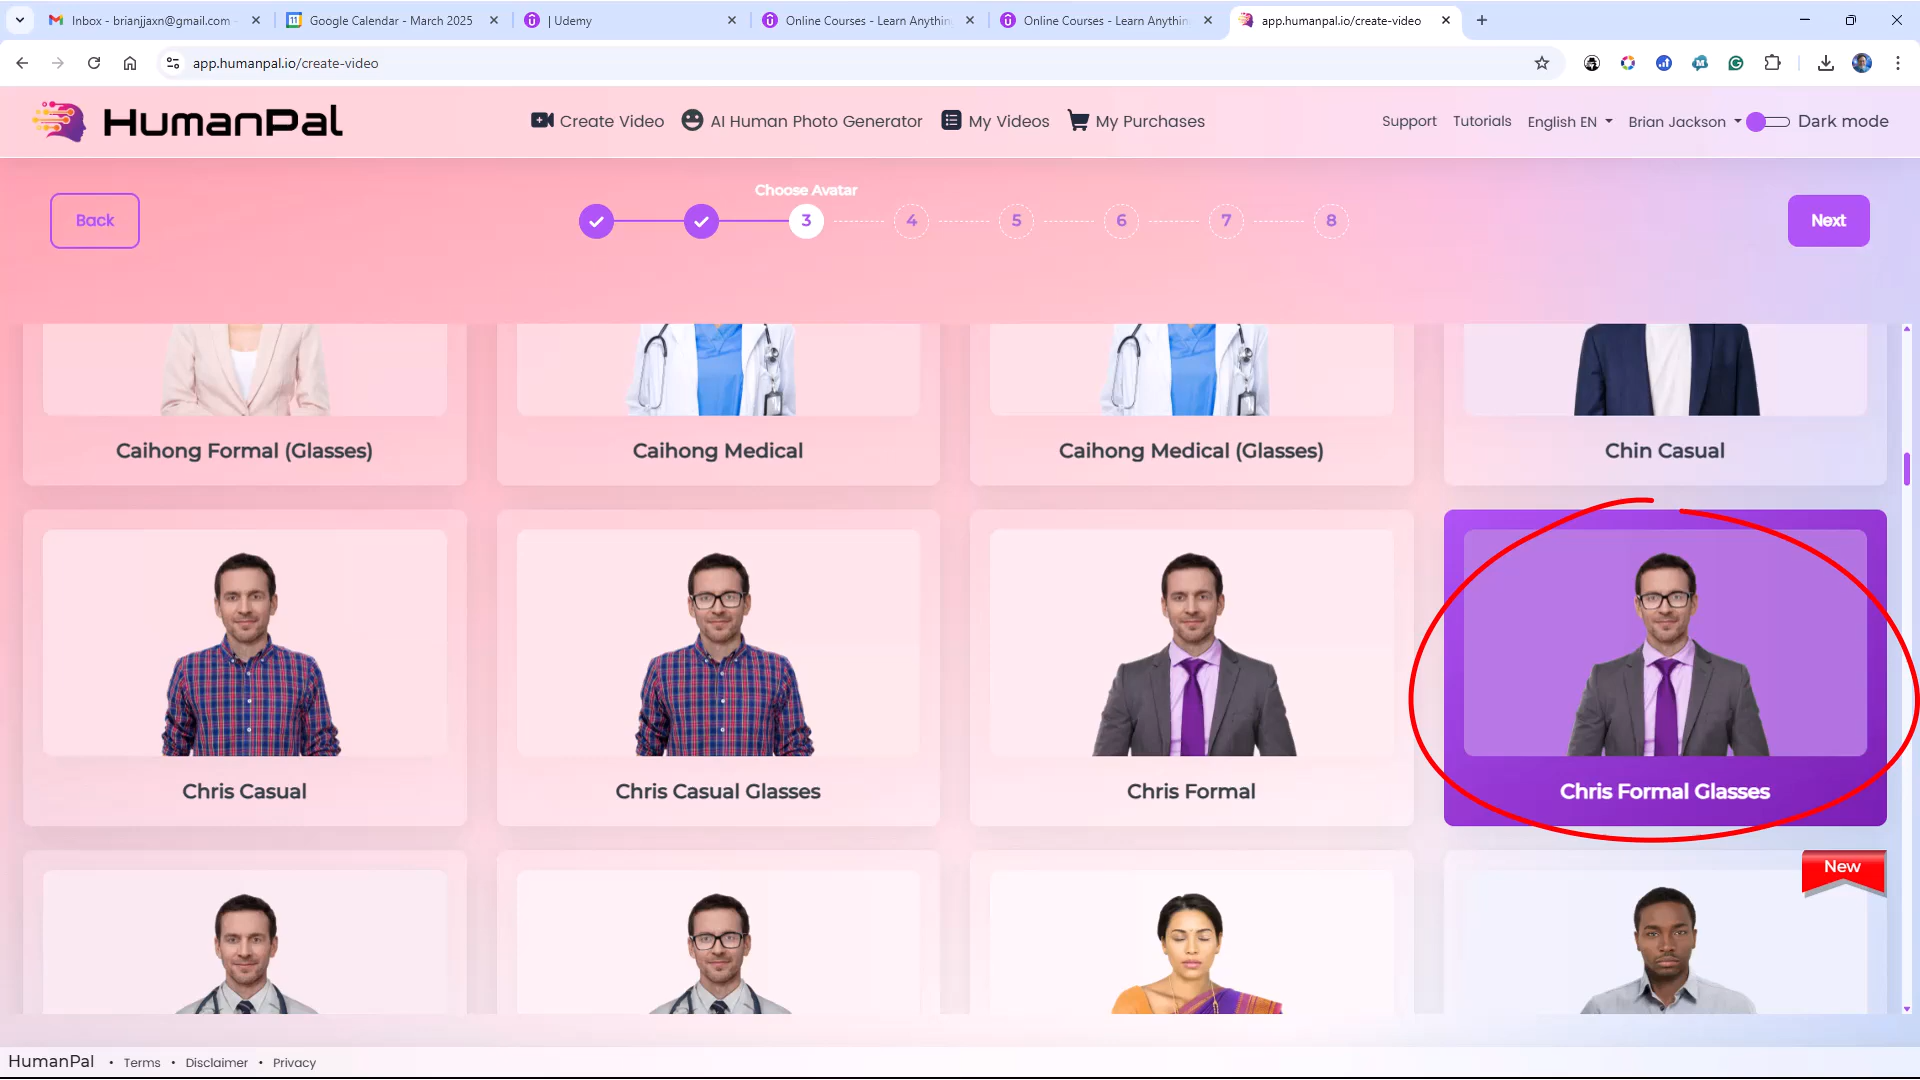 Inbox - brianjjaxn@gmail.com -
Google Calendar - March 2025
| Udemy
Online Courses - Learn Anything
Online Courses - Learn Anythin
app.humanpal.io/create-video
app.humanpal.io/create-video
HumanPal
Create Video
AI Human Photo Generator
My Videos
My Purchases
Support
Tutorials
English EN
Brian Jackson
Dark mode
Back
Choose Avatar
3
4
5
6
7
8
Next
Caihong Formal (Glasses)
Caihong Medical
Caihong Medical (Glasses)
Chin Casual
Chris Casual
Chris Casual Glasses
Chris Formal
Chris Formal Glasses
New
HumanPal • Terms • Disclaimer • Privacy